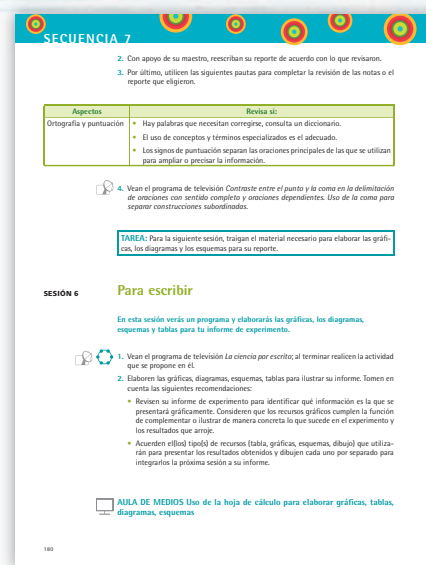 SECUENCIA 7
2. Con apoyo de su maestro, reescriban su reporte de acuerdo con lo que revisaron.
3. Por último, utilicen las siguientes pautas para completar la revisión de las notas o el
reporte que eligieron.
Aspectos Revisa si:
Ortografía y puntuación • Hay palabras que necesitan corregirse, consulta un diccionario.
• El uso de conceptos y términos especializados es el adecuado.
• Los signos de puntuación separan las oraciones principales de las que se utilizan
para ampliar o precisar la información.
4. Vean el programa de televisión Contraste entre el punto y la coma en la delimitación
de oraciones con sentido completo y oraciones dependientes. Uso de la coma para
separar construcciones subordinadas.
TAREA: Para la siguiente sesión, traigan el material necesario para elaborar las gráfi-
cas, los diagramas y los esquemas para su reporte.
SESIÓN 6 Para escribir
En esta sesión verás un programa y elaborarás las gráficas, los diagramas,
esquemas y tablas para tu informe de experimento.
1. Vean el programa de televisión La ciencia por escrito; al terminar realicen la actividad
que se propone en él.
2. Elaboren las gráficas, diagramas, esquemas, tablas para ilustrar su informe. Tomen en
cuenta las siguientes recomendaciones:
• Revisen su informe de experimento para identificar qué información es la que se
presentará gráficamente. Consideren que los recursos gráficos cumplen la función
de complementar o ilustrar de manera concreta lo que sucede en el experimento y
los resultados que arroje.
• Acuerden el(los) tipo(s) de recursos (tabla, gráficas, esquemas, dibujo) que utiliza-
rán para presentar los resultados obtenidos y dibujen cada uno por separado para
integrarlos la próxima sesión a su informe.
AULA DE MEDIOS Uso de la hoja de cálculo para elaborar gráficas, tablas,
diagramas, esquemas
180